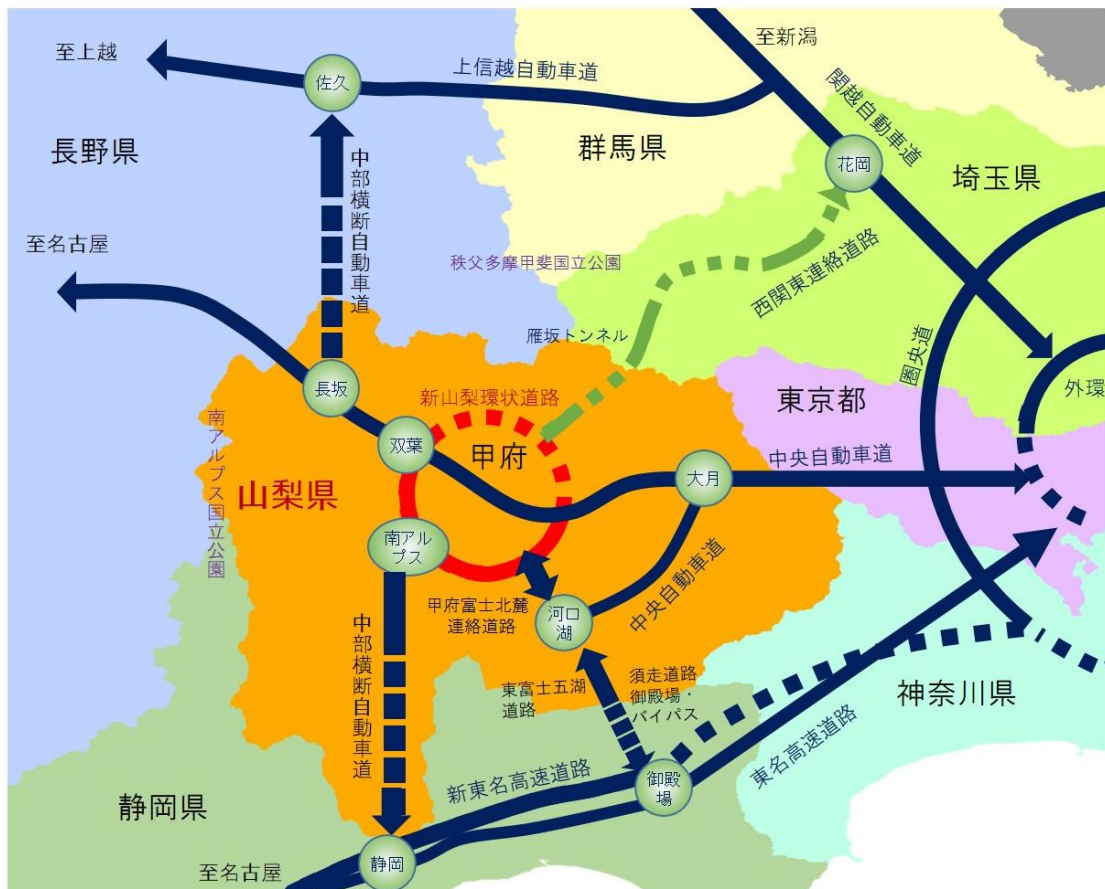 至上越
佐久
上信越自動車道
至新潟
関越自動車道
長野県
群馬県
花岡
埼玉県
中部横断自動車道
至名古屋
秩父多摩甲斐国立公園
西関東連絡道路
雁坂トンネル
圏央道
外環
長坂
新山梨環状道路
東京都
双葉
甲府
中央自動車道
大月
南アルプス国立公園
山梨県
南アル
プス
甲府富士北麓
連絡道路
河口
湖
中央自動車道
中部横断自動車道
東富士五湖
道路
須走道路
御殿場・
バイパス
神奈川県
新東名高速道路
御殿
場
東名高速道路
静岡県
静岡
至名古屋